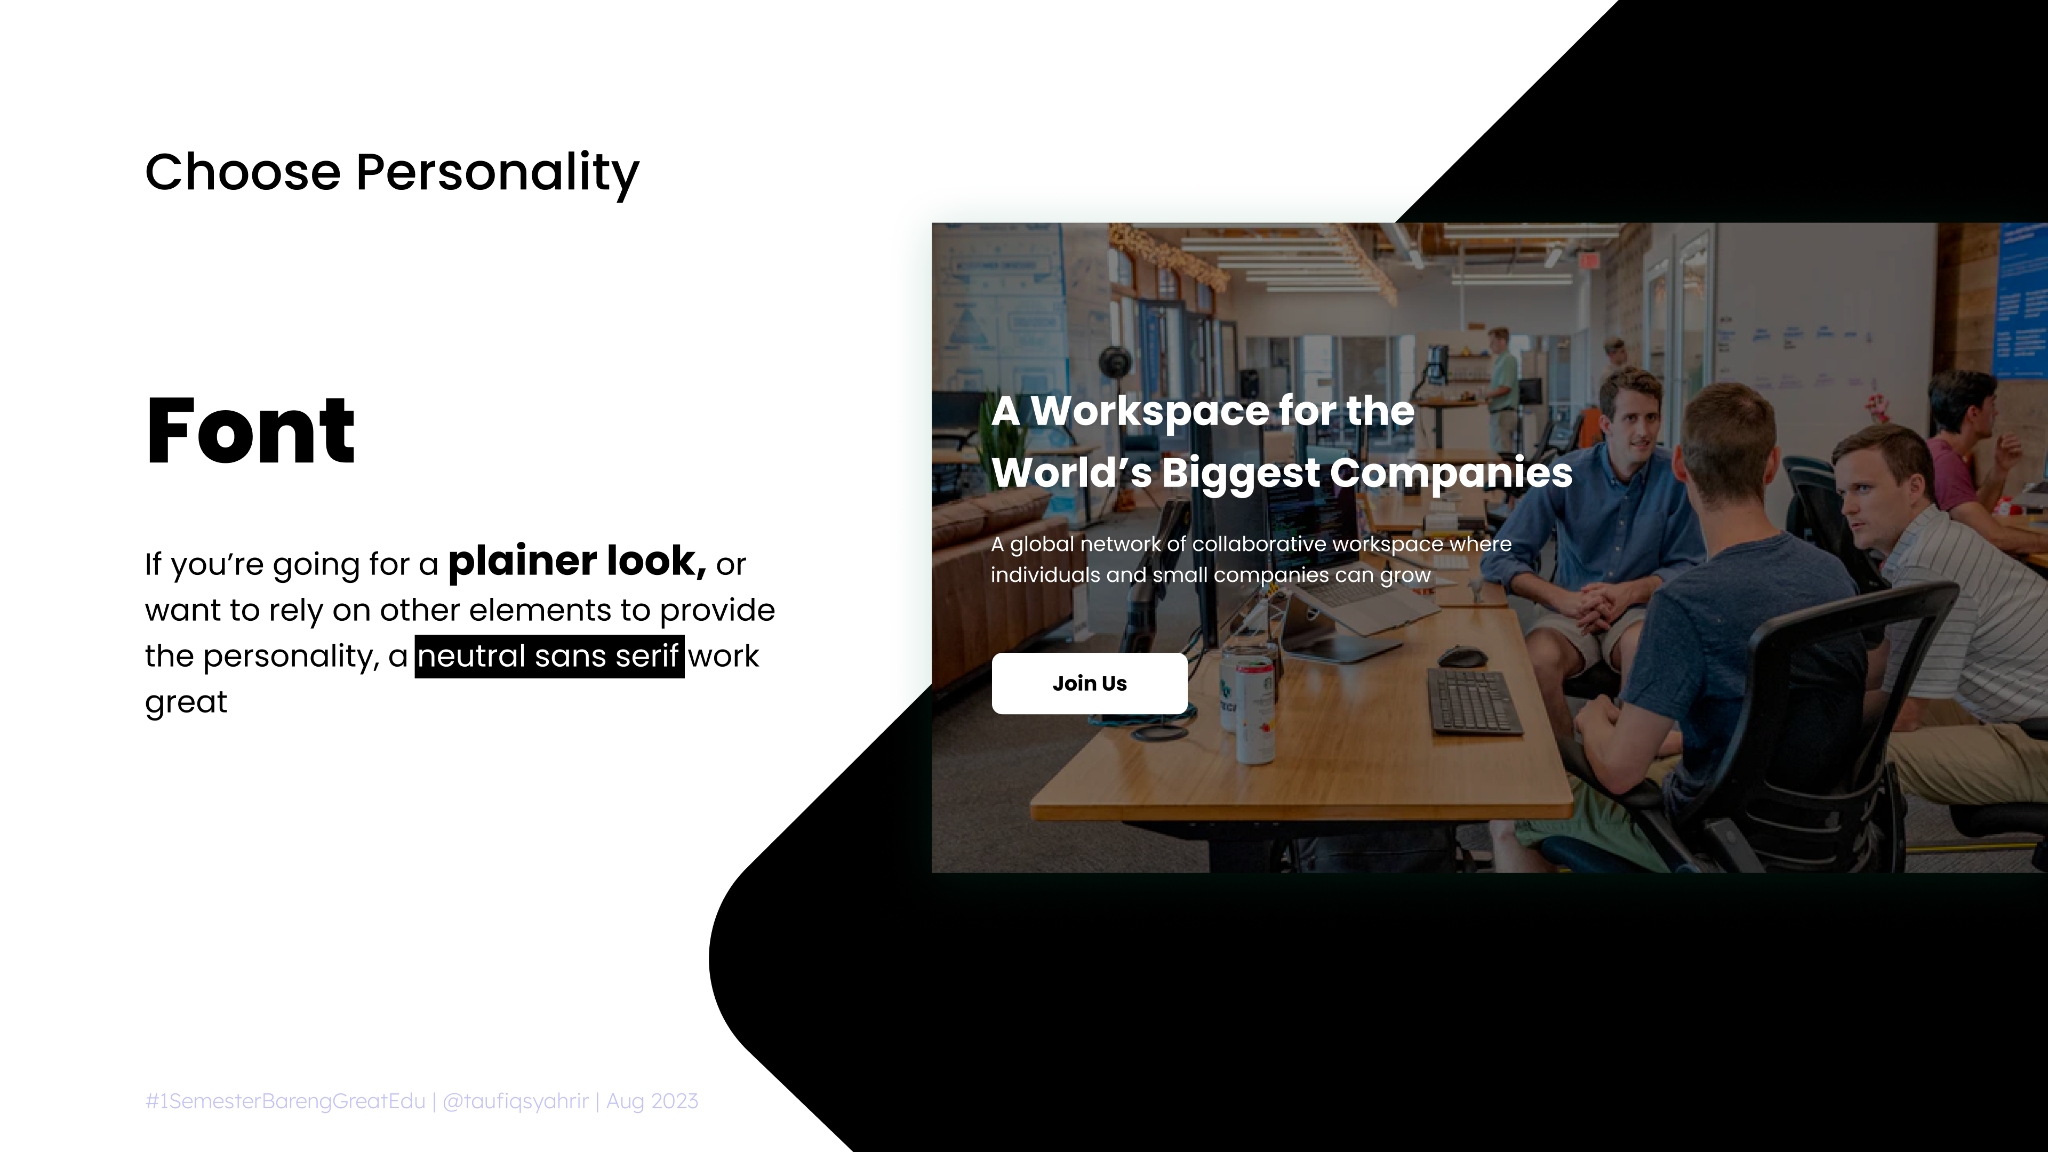 Choose Personality
Font
If you’re going for a plainer look, or
want to rely on other elements to provide
the personality, a neutral sans serif work
great
A Workspace for the
World’s Biggest Companies
A global network of collaborative workspace where
individuals and small companies can grow
Join Us
#1SemesterBarengGreatEdu | @taufiqsyahrir | Aug 2023